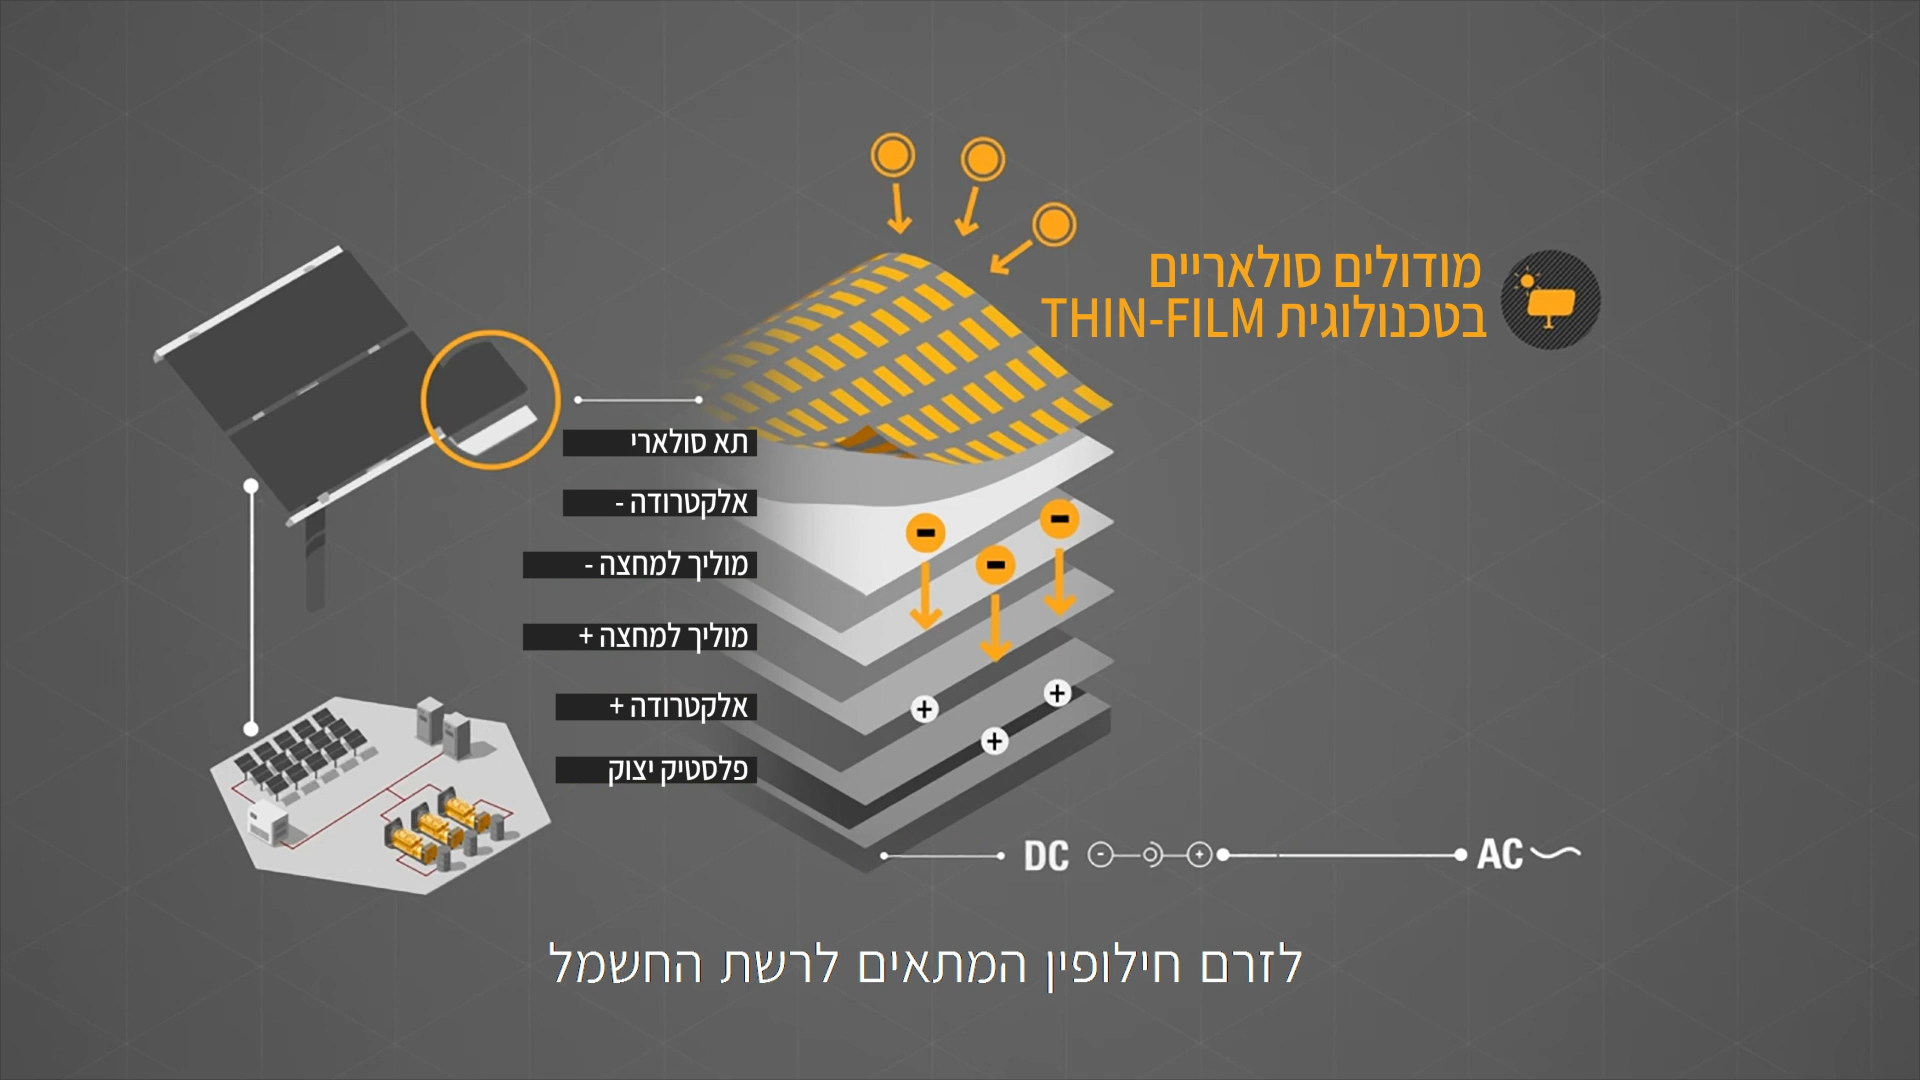 מודולים סולאריים
בטכנולוגית THIN-FILM
תא סולארי
אלקטרודה -
מוליך למחצה -
מוליך למחצה +
אלקטרודה +
פלסטיק יצוק
DC
AC
לזרם חילופין המתאים לרשת החשמל